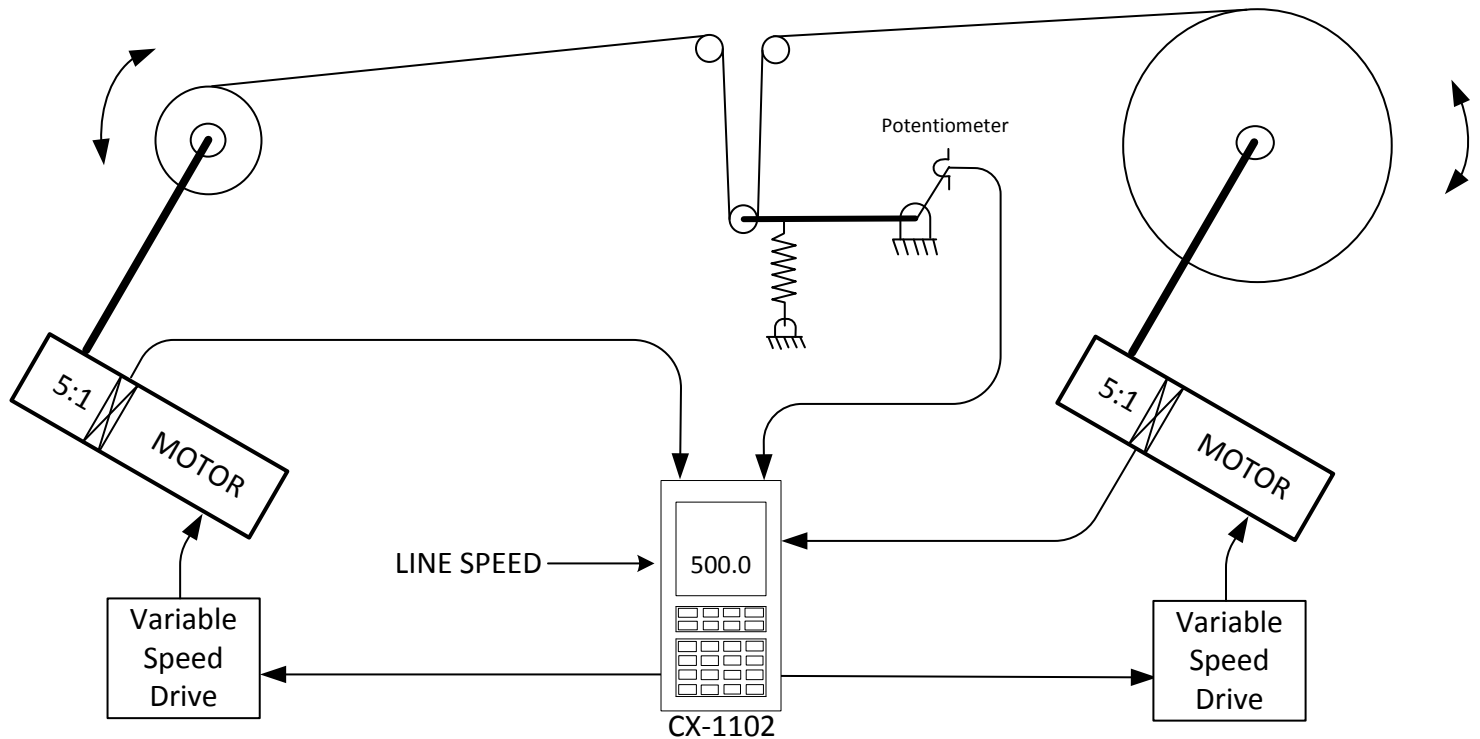 Potentiometer
5:1
MOTOR
5:1
MOTOR
LINE SPEED
500.0
Variable
Speed
Drive
Variable
Speed
Drive
CX-1102